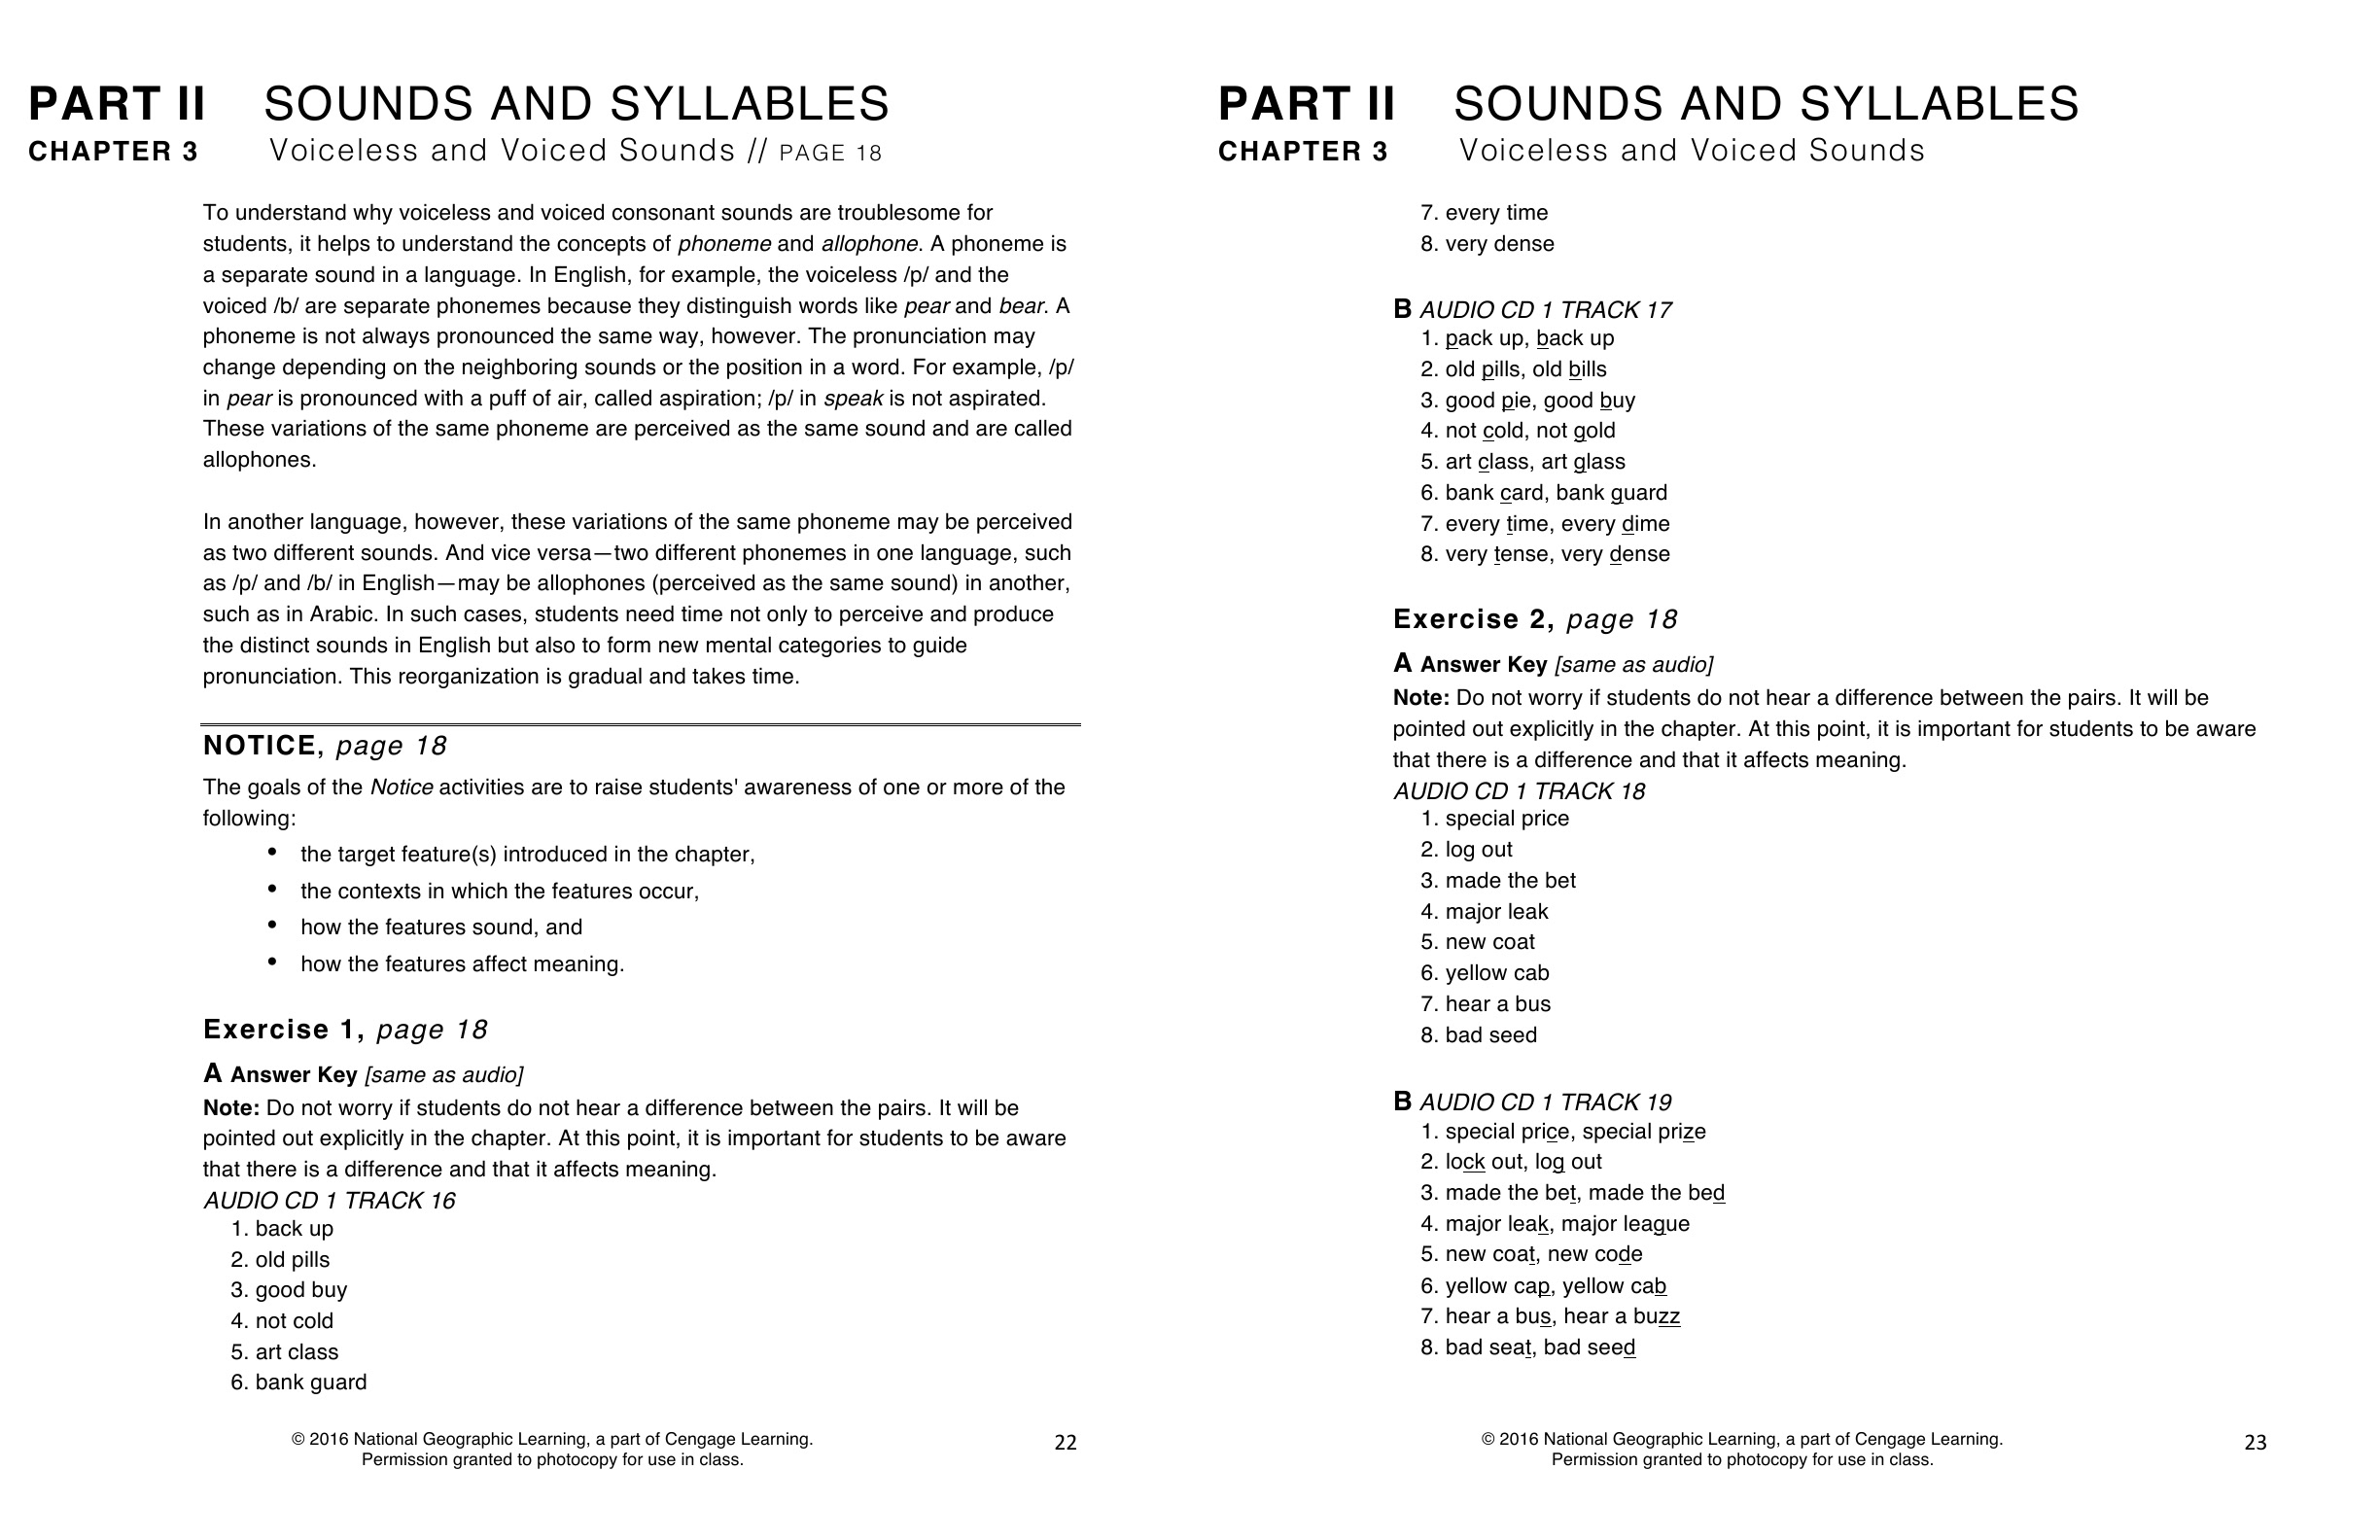 PART II SOUNDS AND SYLLABLES
CHAPTER 3 Voiceless and Voiced Sounds // PAGE 18
To understand why voiceless and voiced consonant sounds are troublesome for
students, it helps to understand the concepts of phoneme and allophone. A phoneme is
a separate sound in a language. In English, for example, the voiceless /p/ and the
voiced /b/ are separate phonemes because they distinguish words like pear and bear. A
phoneme is not always pronounced the same way, however. The pronunciation may
change depending on the neighboring sounds or the position in a word. For example, /p/
in pear is pronounced with a puff of air, called aspiration; /p/ in speak is not aspirated.
These variations of the same phoneme are perceived as the same sound and are called
allophones.
In another language, however, these variations of the same phoneme may be perceived
as two different sounds. And vice versa—two different phonemes in one language, such
as /p/ and /b/ in English—may be allophones (perceived as the same sound) in another,
such as in Arabic. In such cases, students need time not only to perceive and produce
the distinct sounds in English but also to form new mental categories to guide
pronunciation. This reorganization is gradual and takes time.
NOTICE, page 18
The goals of the Notice activities are to raise students' awareness of one or more of the
following:
• the target feature(s) introduced in the chapter,
• the contexts in which the features occur,
• how the features sound, and
• how the features affect meaning.
Exercise 1, page 18
A Answer Key [same as audio]
Note: Do not worry if students do not hear a difference between the pairs. It will be
pointed out explicitly in the chapter. At this point, it is important for students to be aware
that there is a difference and that it affects meaning.
AUDIO CD 1 TRACK 16
1. back up
2. old pills
3. good buy
4. not cold
5. art class
6. bank guard
© 2016 National Geographic Learning, a part of Cengage Learning.
Permission granted to photocopy for use in class.
22
PART II SOUNDS AND SYLLABLES
CHAPTER 3 Voiceless and Voiced Sounds
7. every time
8. very dense
B AUDIO CD 1 TRACK 17
1. pack up, back up
2. old pills, old bills
3. good pie, good buy
4. not cold, not gold
5. art class, art glass
6. bank card, bank guard
7. every time, every dime
8. very tense, very dense
Exercise 2, page 18
A Answer Key [same as audio]
Note: Do not worry if students do not hear a difference between the pairs. It will be
pointed out explicitly in the chapter. At this point, it is important for students to be aware
that there is a difference and that it affects meaning.
AUDIO CD 1 TRACK 18
1. special price
2. log out
3. made the bet
4. major leak
5. new coat
6. yellow cab
7. hear a bus
8. bad seed
B AUDIO CD 1 TRACK 19
1. special price, special prize
2. lock out, log out
3. made the bet, made the bed
4. major leak, major league
5. new coat, new code
6. yellow cap, yellow cab
7. hear a bus, hear a buzz
8. bad seat, bad seed
© 2016 National Geographic Learning, a part of Cengage Learning.
Permission granted to photocopy for use in class.
23